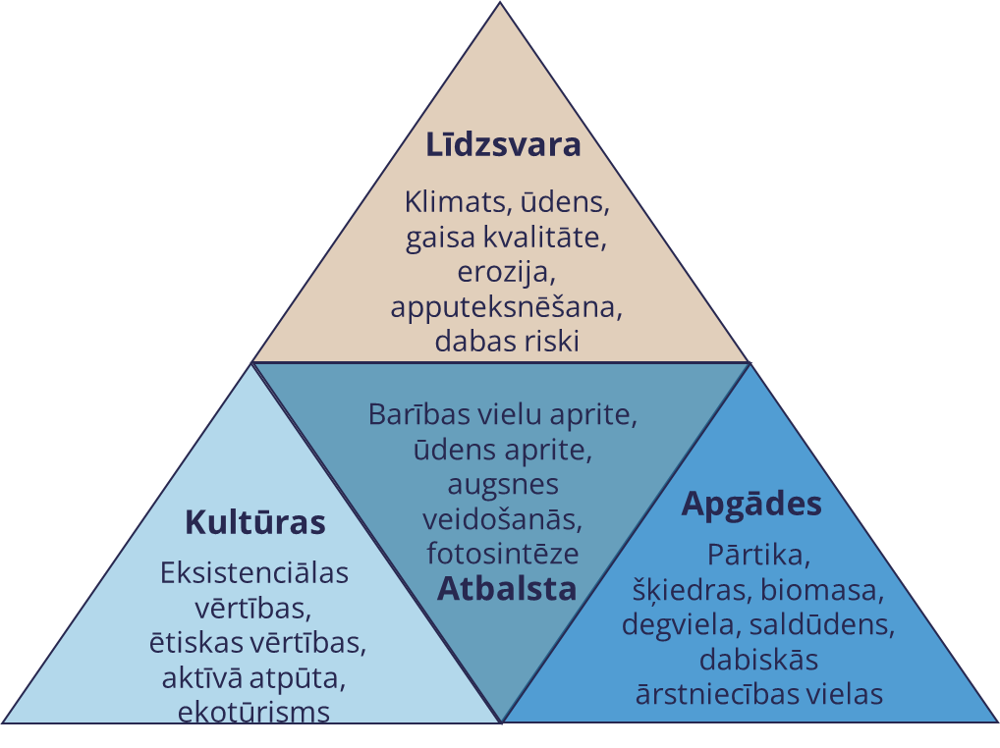 Līdzsvara
Klimats, ūdens,
gaisa kvalitāte,
erozija,
apputeksnēšana,
dabas riski
Barības vielu aprite,
ūdens aprite,
augsnes
veidošanās,
fotosintēze
Atbalsta
Kultūras
Eksistenciālas
vērtības,
ētiskas vērtības,
aktīvā atpūta,
ekotūrisms
Apgādes
Pārtika,
šķiedras, biomasa,
degviela, saldūdens,
dabiskās
ārstniecības vielas